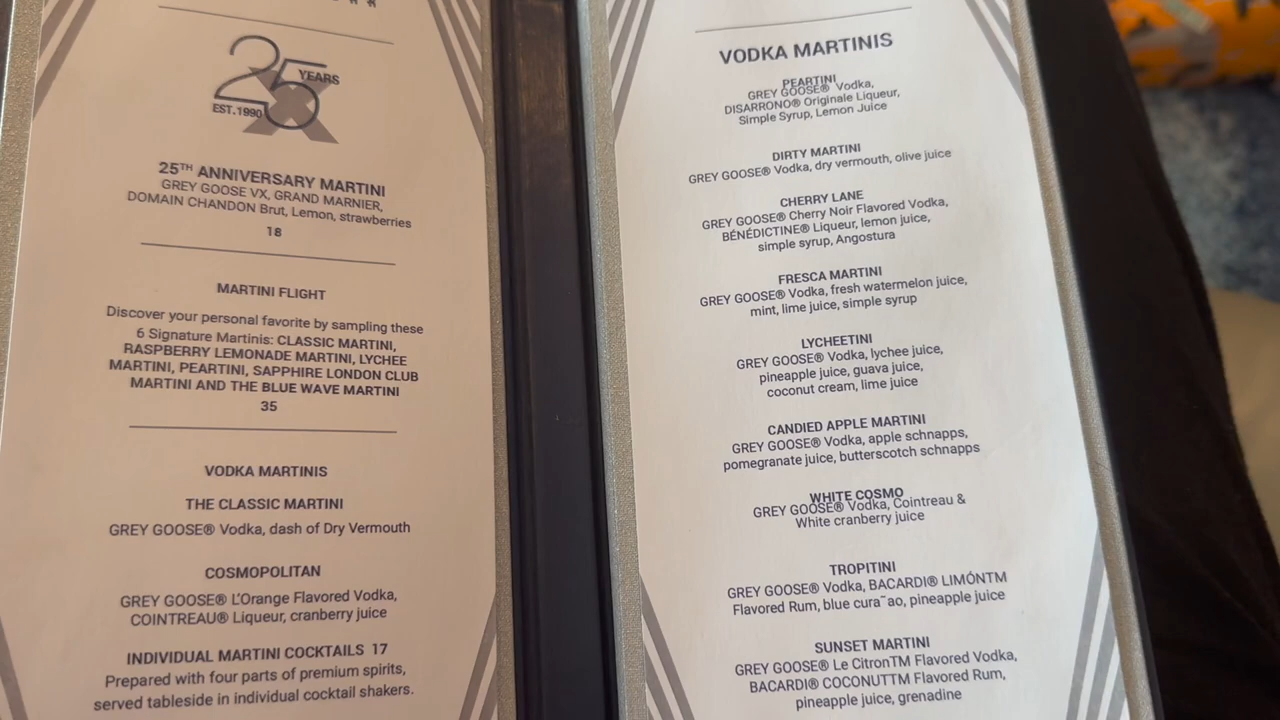 25 YEARS
EST.1990
X
25TH ANNIVERSARY MARTINI
GREY GOOSE VX, GRAND MARNIER,
DOMAIN CHANDON Brut, Lemon, strawberries
18
MARTINI FLIGHT
Discover your personal favorite by sampling these
6 Signature Martinis: CLASSIC MARTINI,
RASPBERRY LEMONADE MARTINI, LYCHEE
MARTINI, PEARTINI, SAPPHIRE LONDON CLUB
MARTINI AND THE BLUE WAVE MARTINI
35
VODKA MARTINIS
THE CLASSIC MARTINI
GREY GOOSE® Vodka, dash of Dry Vermouth
COSMOPOLITAN
GREY GOOSE® L'Orange Flavored Vodka,
COINTREAU® Liqueur, cranberry juice
INDIVIDUAL MARTINI COCKTAILS 17
Prepared with four parts of premium spirits,
served tableside in individual cocktail shakers.
VODKA MARTINIS
PEARTINI
GREY GOOSE® Vodka,
DISARRONO® Originale Liqueur,
Simple Syrup, Lemon Juice
DIRTY MARTINI
GREY GOOSE® Vodka, dry vermouth, olive juice
CHERRY LANE
GREY GOOSE® Cherry Noir Flavored Vodka,
BÉNÉDICTINE® Liqueur, lemon juice,
simple syrup, Angostura
FRESCA MARTINI
GREY GOOSE® Vodka, fresh watermelon juice,
mint, lime juice, simple syrup
LYCHEETINI
GREY GOOSE® Vodka, lychee juice,
pineapple juice, guava juice,
coconut cream, lime juice
CANDIED APPLE MARTINI
GREY GOOSE® Vodka, apple schnapps,
pomegranate juice, butterscotch schnapps
WHITE COSMO
GREY GOOSE® Vodka, Cointreau &
White cranberry juice
TROPITINI
GREY GOOSE® Vodka, BACARDI® LIMÓNTM
Flavored Rum, blue cura˜ao, pineapple juice
SUNSET MARTINI
GREY GOOSE® Le CitronTM Flavored Vodka,
BACARDI® COCONUTTM Flavored Rum,
pineapple juice, grenadine